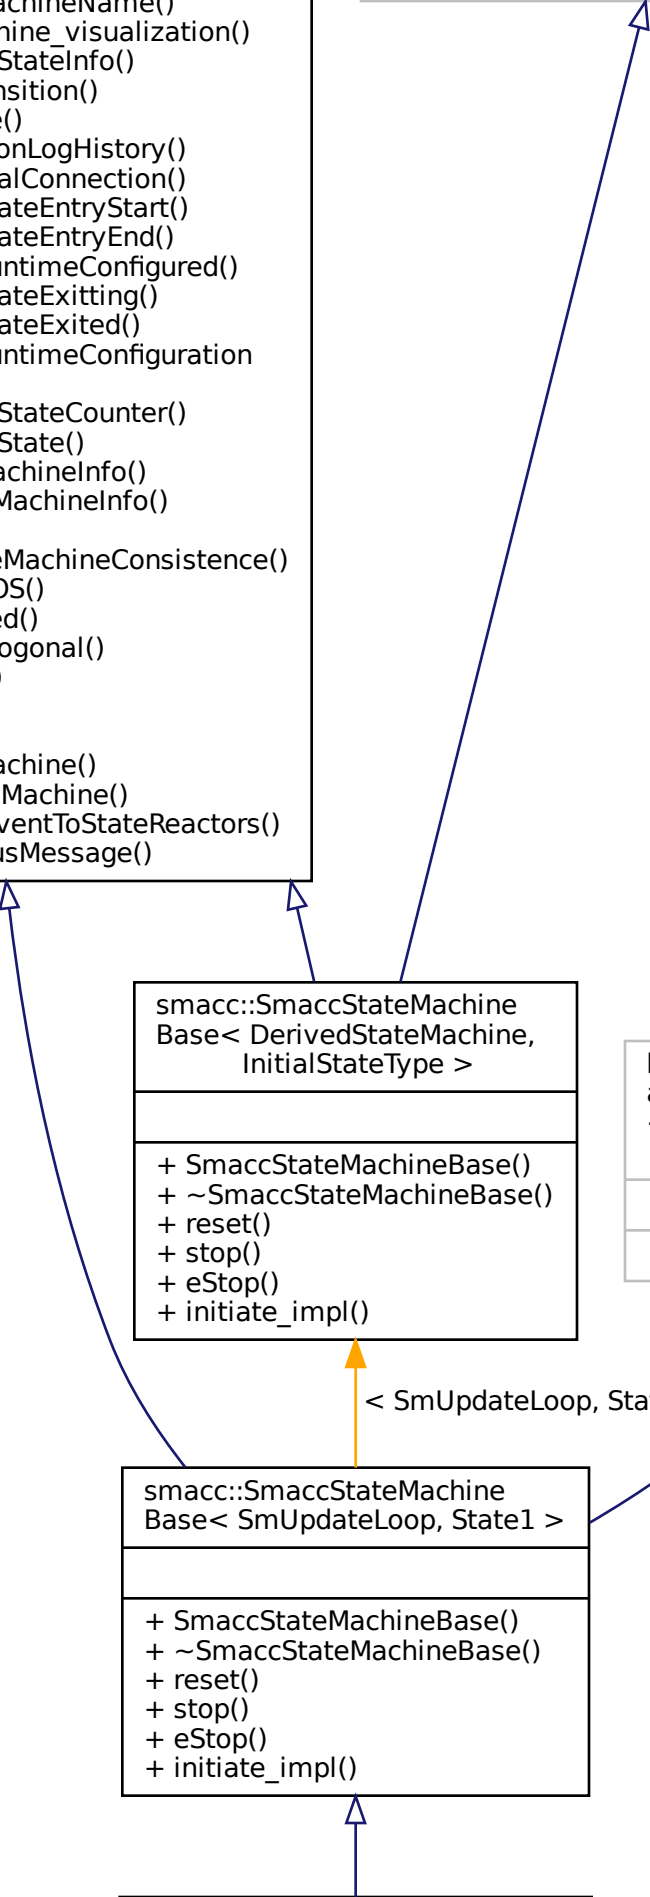 achineName()
hine_visualization()
StateInfo()
nsition()
e()
onLogHistory()
alConnection()
ateEntryStart()
ateEntryEnd()
untimeConfigured()
ateExitting()
ateExited()
untimeConfiguration
StateCounter()
State()
achineInfo()
MachineInfo()
eMachineConsistence()
OS()
ed()
ogonal()
)
achine()
Machine()
ventToStateReactors()
usMessage()
smacc::SmaccStateMachine
Base< DerivedStateMachine,
InitialStateType >
+ SmaccStateMachineBase()
+ ~SmaccStateMachineBase()
+ reset()
+ stop()
+ eStop()
+ initiate_impl()
< SmUpdateLoop, Sta
smacc::SmaccStateMachine
Base< SmUpdateLoop, State1 >
+ SmaccStateMachineBase()
+ ~SmaccStateMachineBase()
+ reset()
+ stop()
+ eStop()
+ initiate_impl()